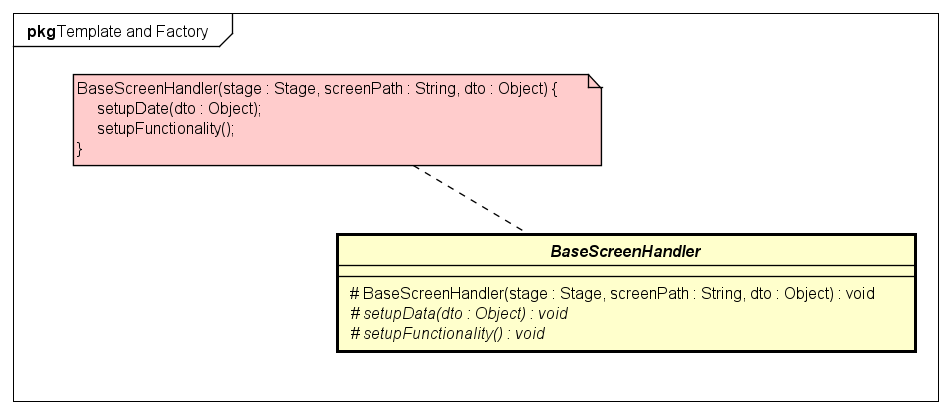 pkgTemplate and Factory
BaseScreenHandler(stage : Stage, screenPath : String, dto : Object) {
setupDate(dto : Object);
setupFunctionality();
}
BaseScreenHandler
# BaseScreenHandler(stage : Stage, screenPath : String, dto : Object) : void
# setupData(dto : Object) : void
# setupFunctionality() : void